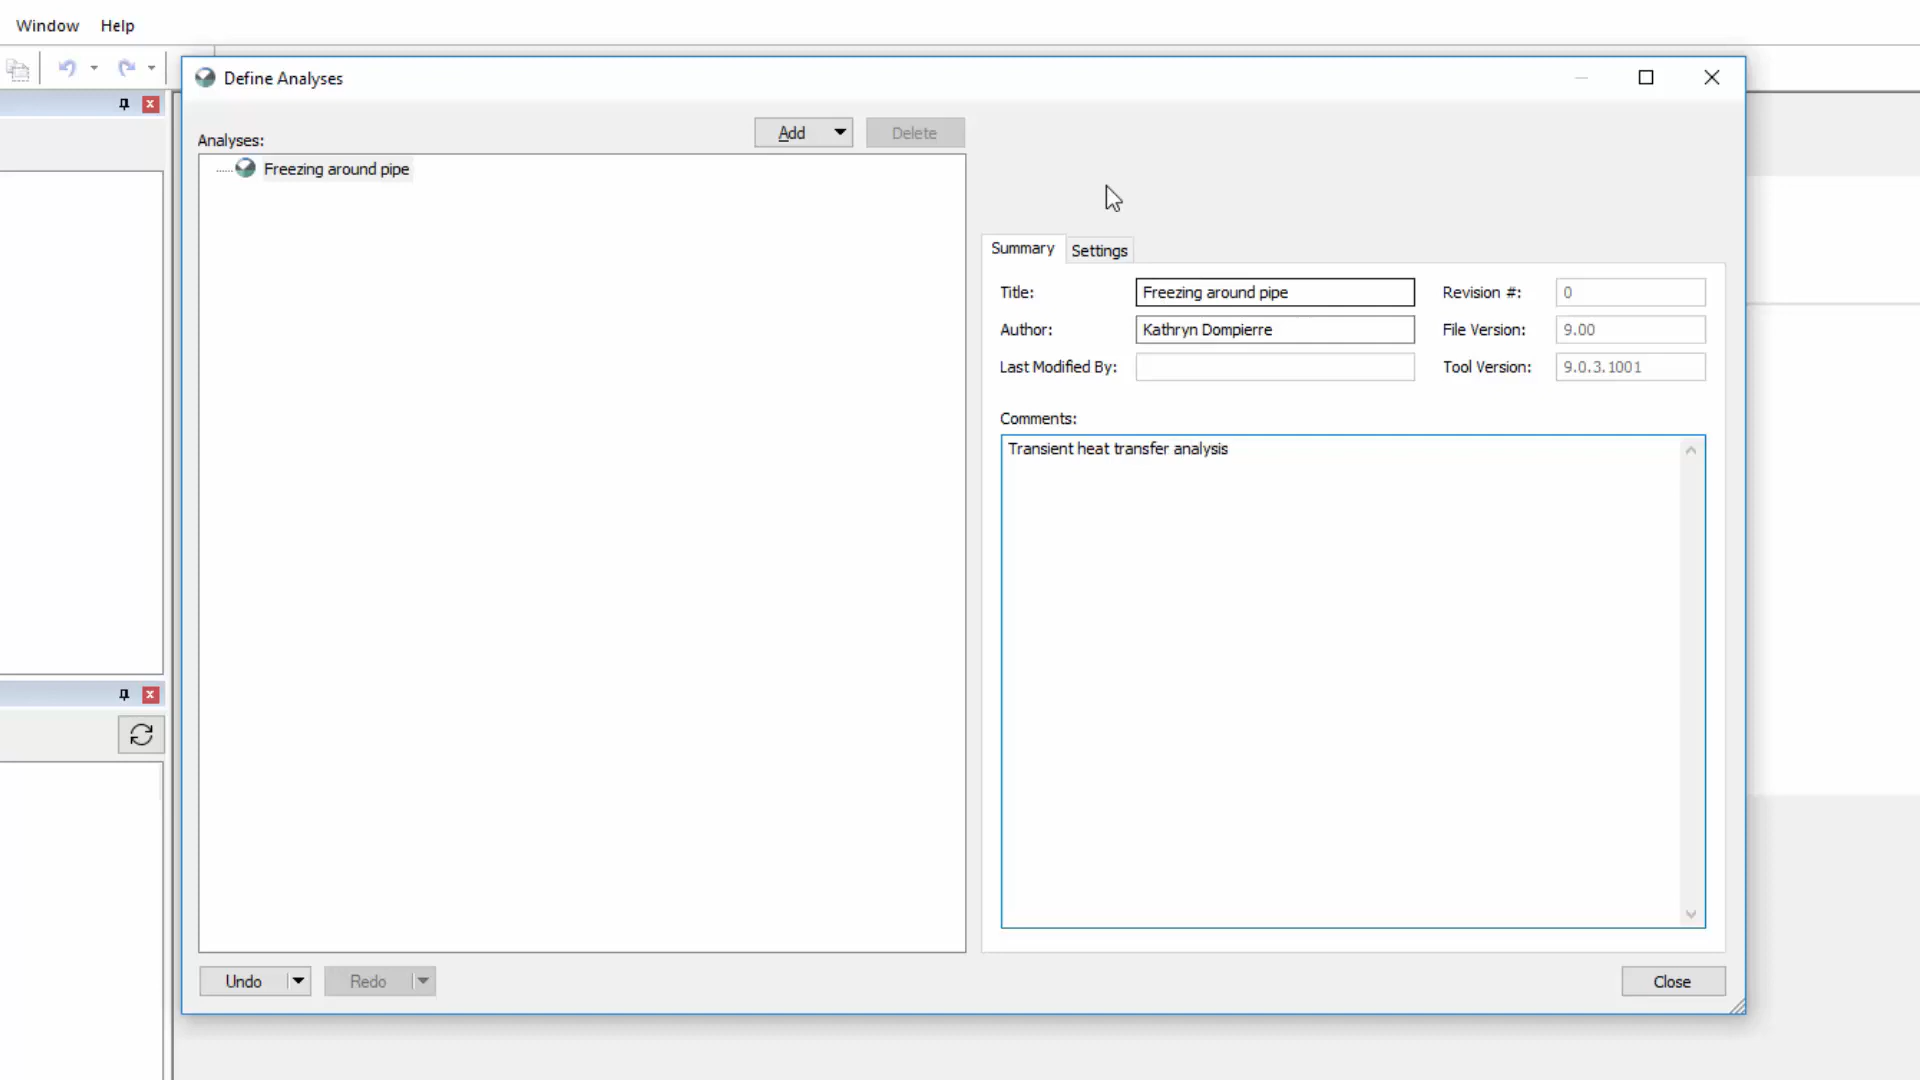 Window Help
Define Analyses
Analyses:
Add
Delete
Freezing around pipe
Summary Settings
Title: Freezing around pipe Revision #: 0
Author: Kathryn Dompierre File Version: 9.00
Last Modified By: Tool Version: 9.0.3.1001
Comments:
Transient heat transfer analysis
Undo Redo Close